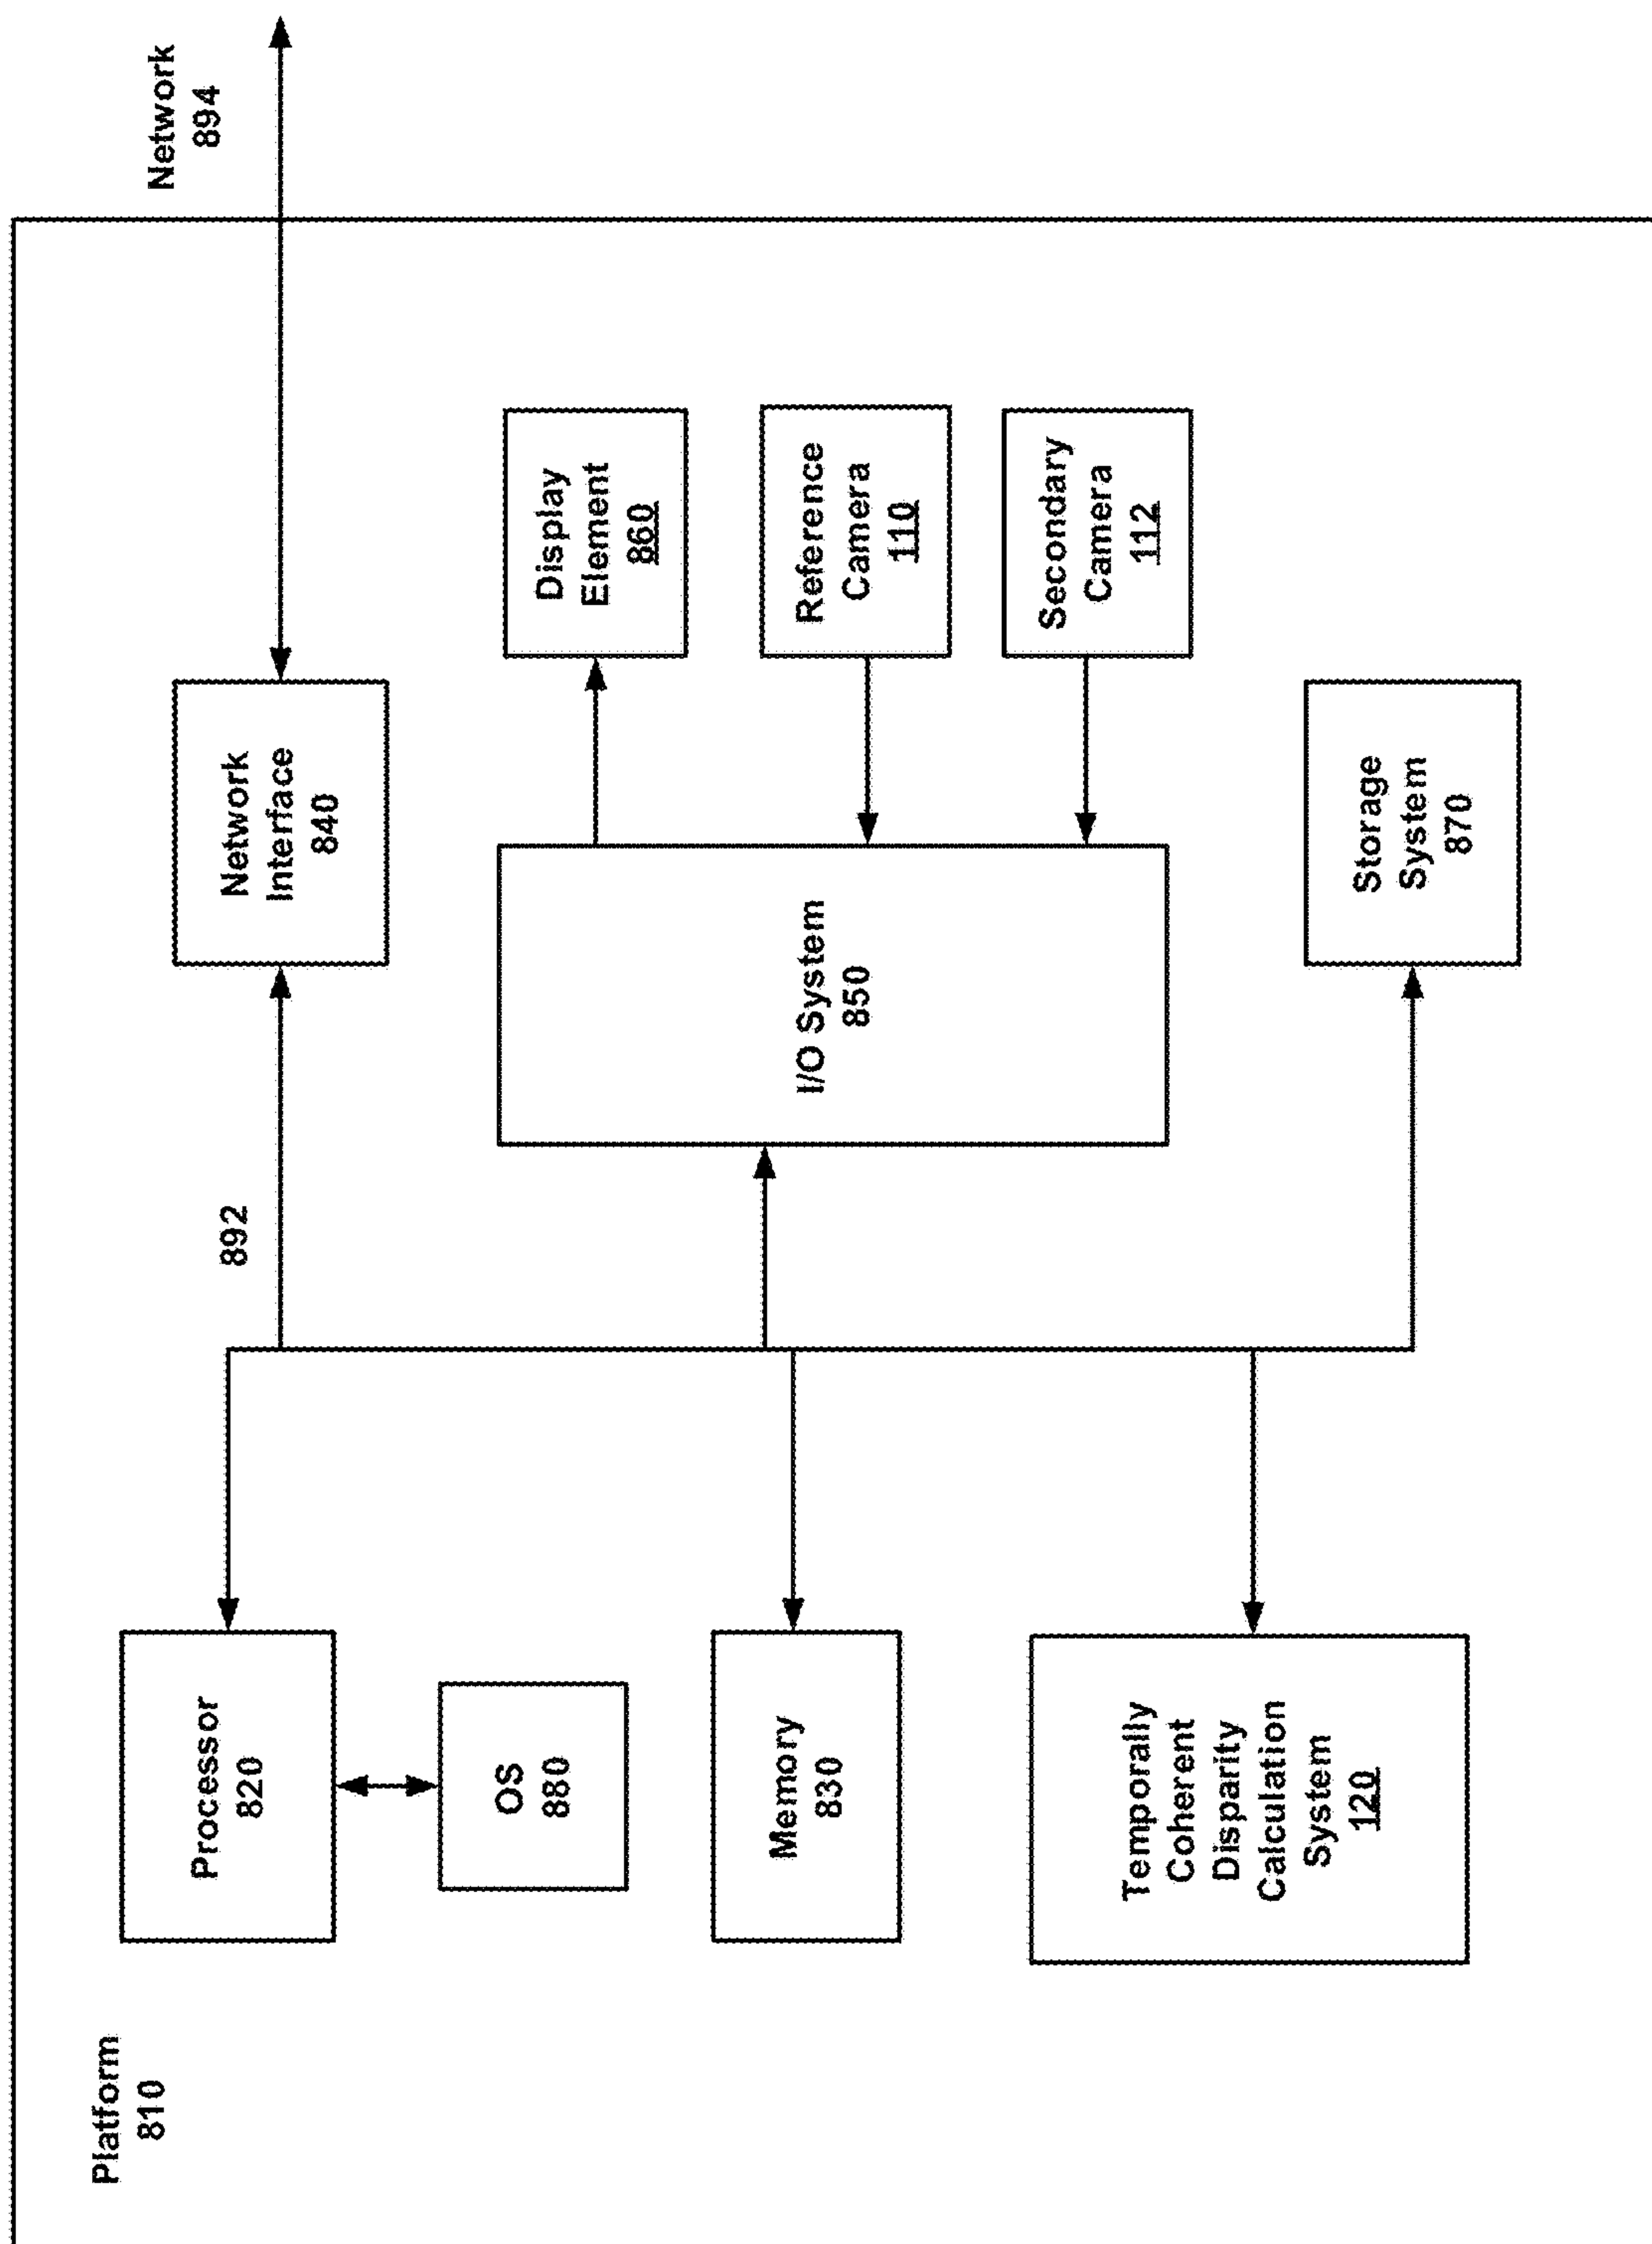 Platform
810
Processor
820
OS
880
Memory
830
Temporally
Coherent
Disparity
Calculation
System
120
892
Network
Interface
840
I/O System
850
Storage
System
870
Display
Element
860
Reference
Camera
110
Secondary
Camera
112
Network
894